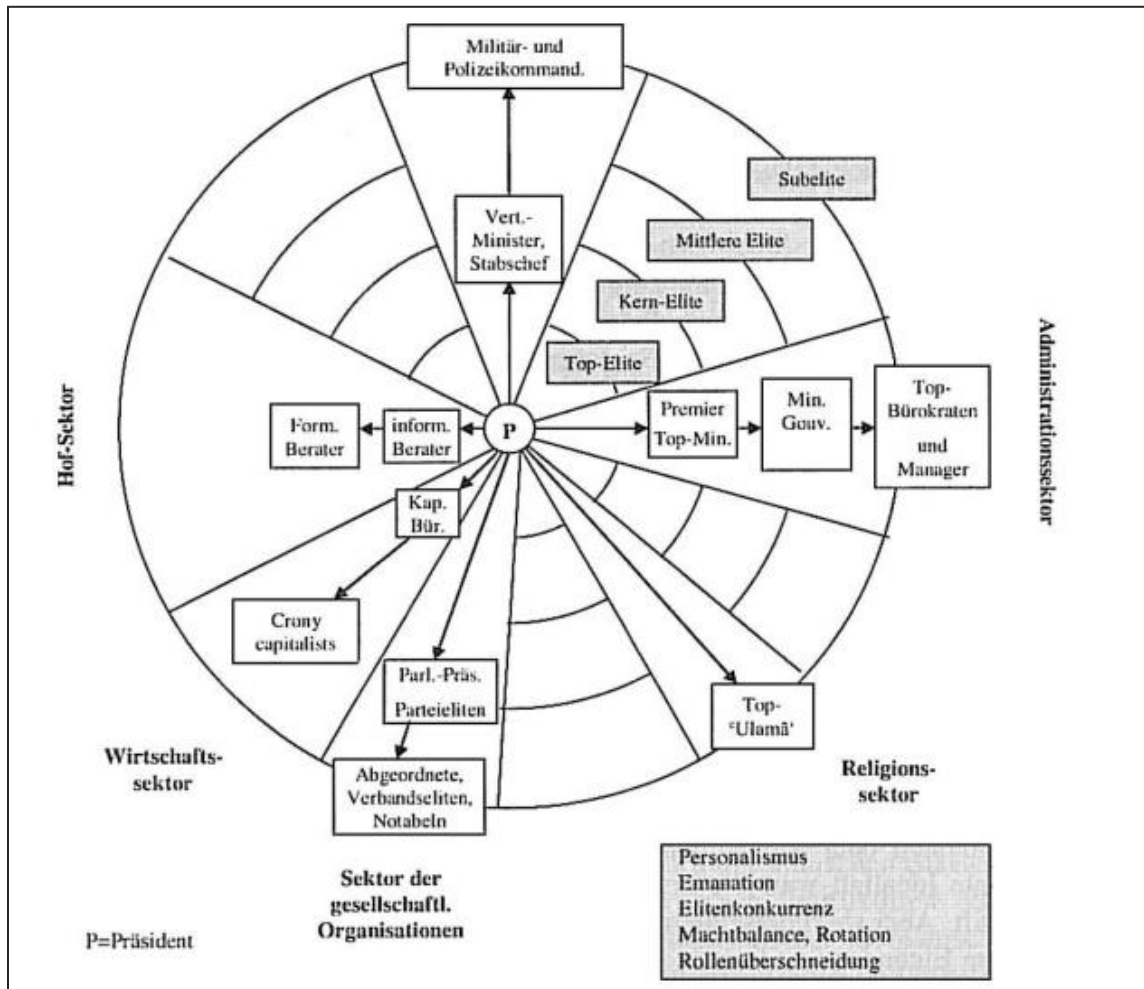 Militär- und
Polizeikommand.
Subelite
Vert.-
Minister,
Stabschef
Mittlere Elite
Kern-Elite
Top-Elite
Hof-Sektor
Form.
Berater
inform.
Berater
P
Premier
Top-Min.
Min.
Gouv.
Top-
Bürokraten
und
Manager
Administrationssektor
Kap.
Bür.
Crony
capitalists
Parl.-Präs.
Parteieliten
Top-
ʿUlamāʾ
Wirtschafts-
sektor
Abgeordnete,
Verbandseliten,
Notabeln
Religions-
sektor
Sektor der
gesellschaftl.
Organisationen
P=Präsident
Personalismus
Emanation
Elitenkonkurrenz
Machtbalance, Rotation
Rollenüberschneidung